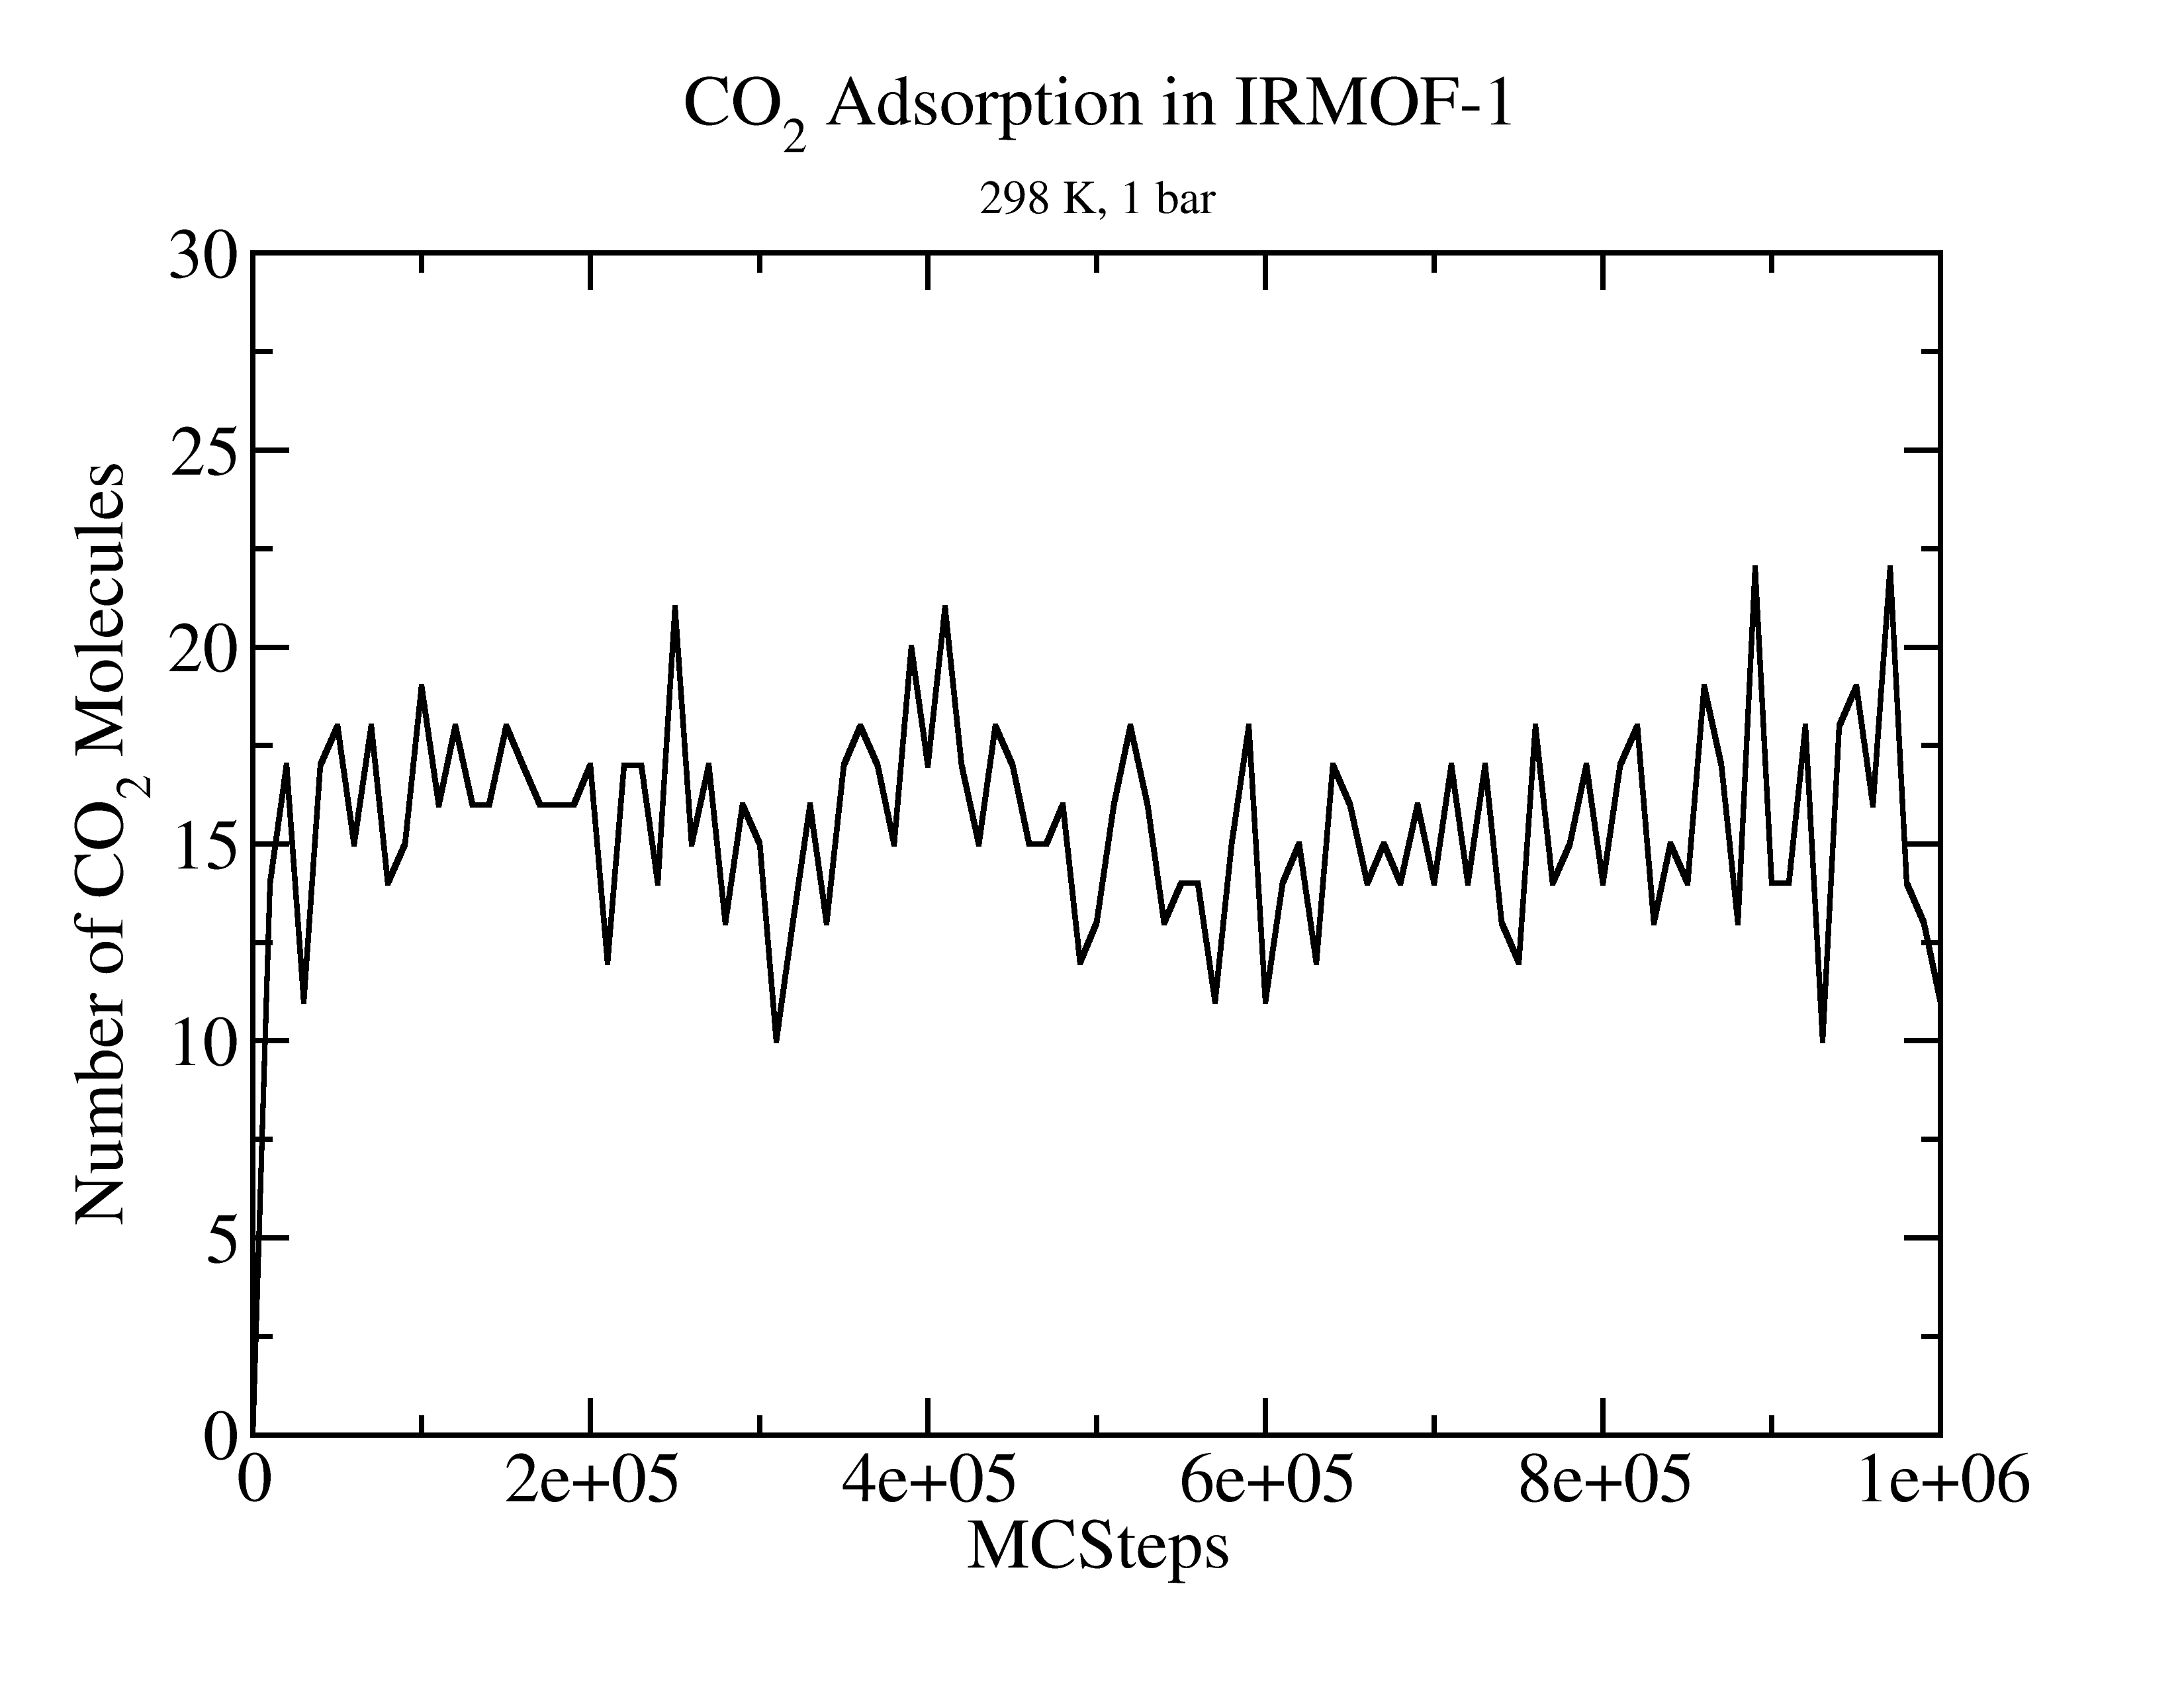 CO2 Adsorption in IRMOF-1
298 K, 1 bar
30
25
20
15
10
5
0
Number of CO2 Molecules
0 2e+05 4e+05 6e+05 8e+05 1e+06
MCSteps